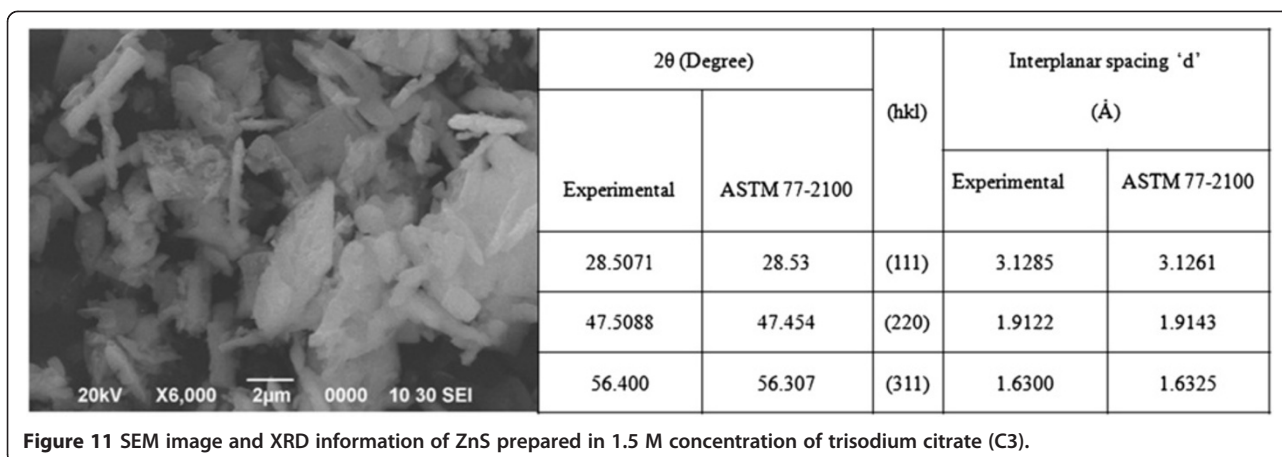 20kV X6,000 2µm 0000 10 30 SEI
2θ (Degree) (hkl) Interplanar spacing ‘d’
(Å)
Experimental ASTM 77-2100 Experimental ASTM 77-2100
28.5071 28.53 (111) 3.1285 3.1261
47.5088 47.454 (220) 1.9122 1.9143
56.400 56.307 (311) 1.6300 1.6325
Figure 11 SEM image and XRD information of ZnS prepared in 1.5 M concentration of trisodium citrate (C3).